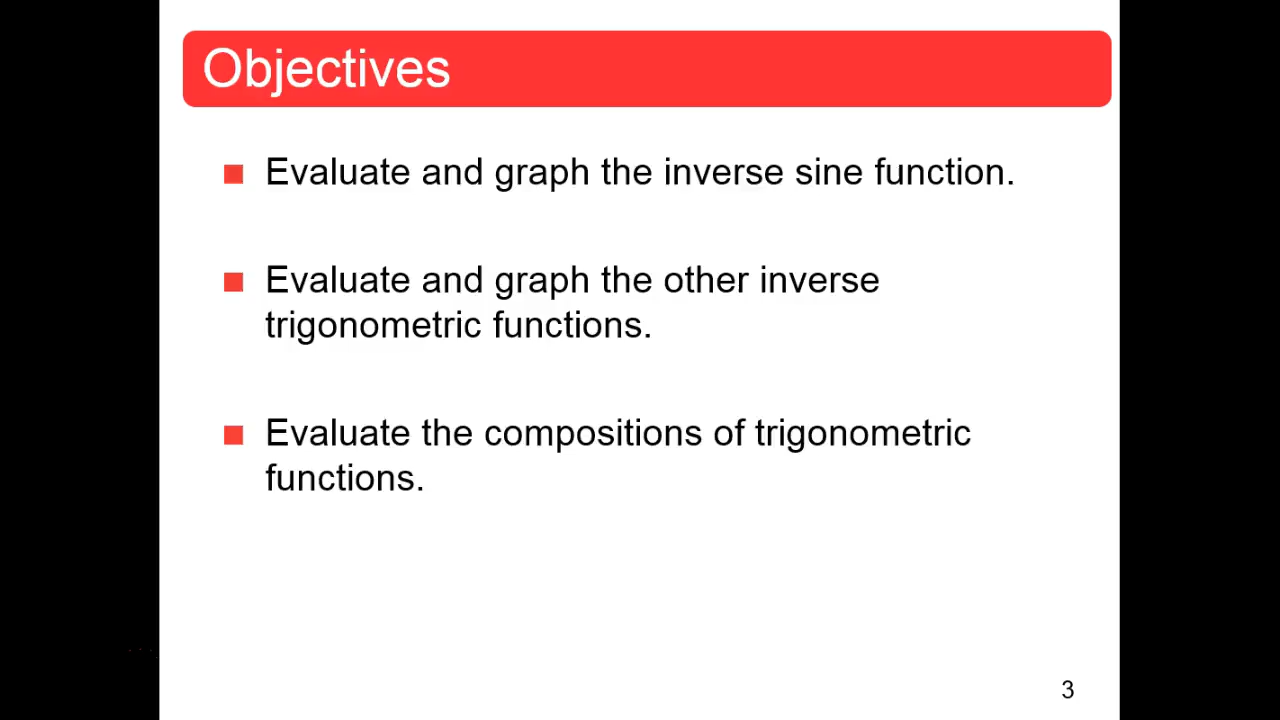 Objectives
Evaluate and graph the inverse sine function.
Evaluate and graph the other inverse
trigonometric functions.
Evaluate the compositions of trigonometric
functions.
3